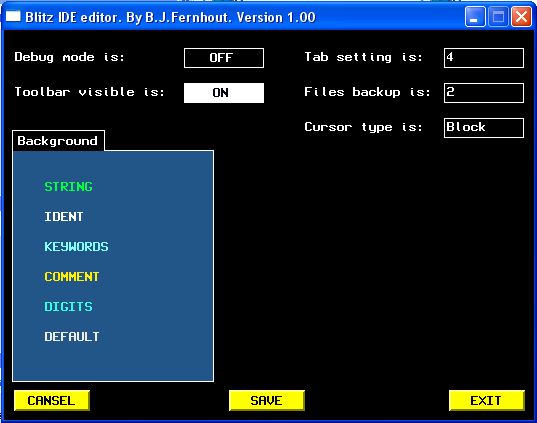 Blitz IDE editor. By B.J.Fernhout. Version 1.00
Debug mode is: OFF Tab setting is: 4
Toolbar visible is: ON Files backup is: 2
Cursor type is: Block
Background
STRING
IDENT
KEYWORDS
COMMENT
DIGITS
DEFAULT
CANSEL SAVE EXIT